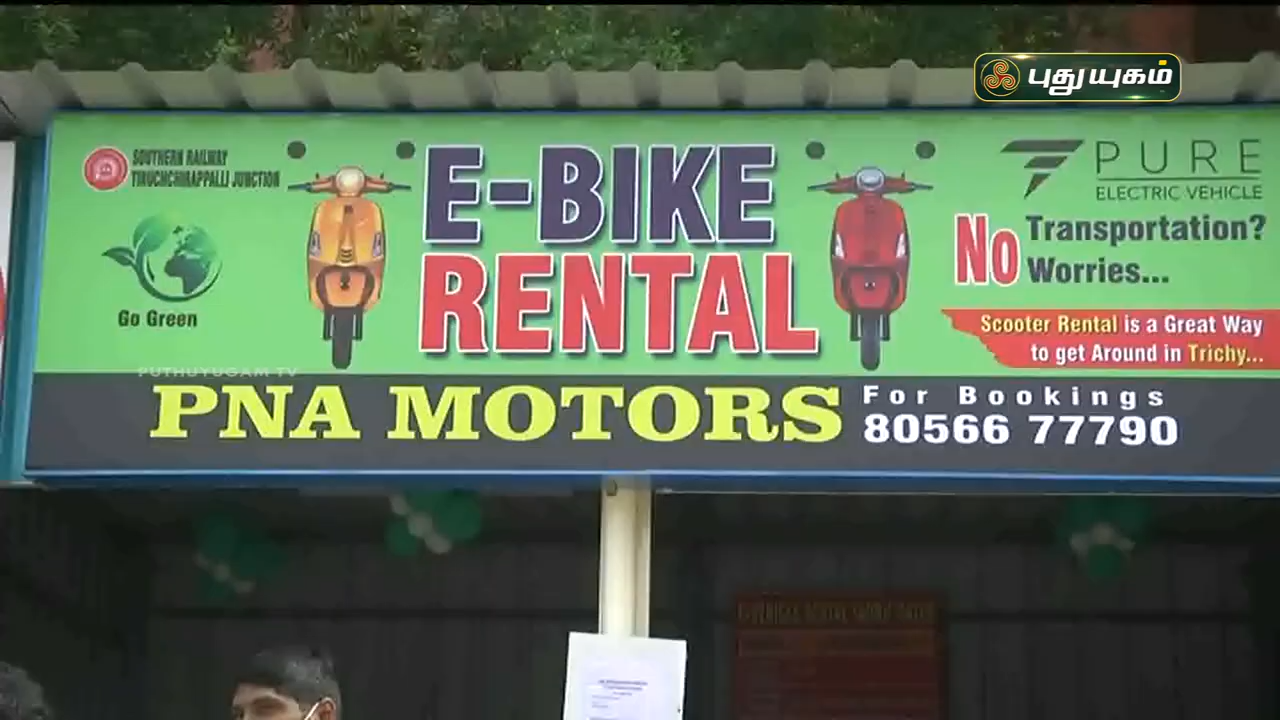 புதுயுகம்
SOUTHERN RAILWAY
TIRUCHCHIRAPPALLI JUNCTION
Go Green
E-BIKE
RENTAL
PURE
ELECTRIC VEHICLE
No Transportation?
Worries...
Scooter Rental is a Great Way
to get Around in Trichy...
PUTHUYUGAM TV
PNA MOTORS
For Bookings
80566 77790